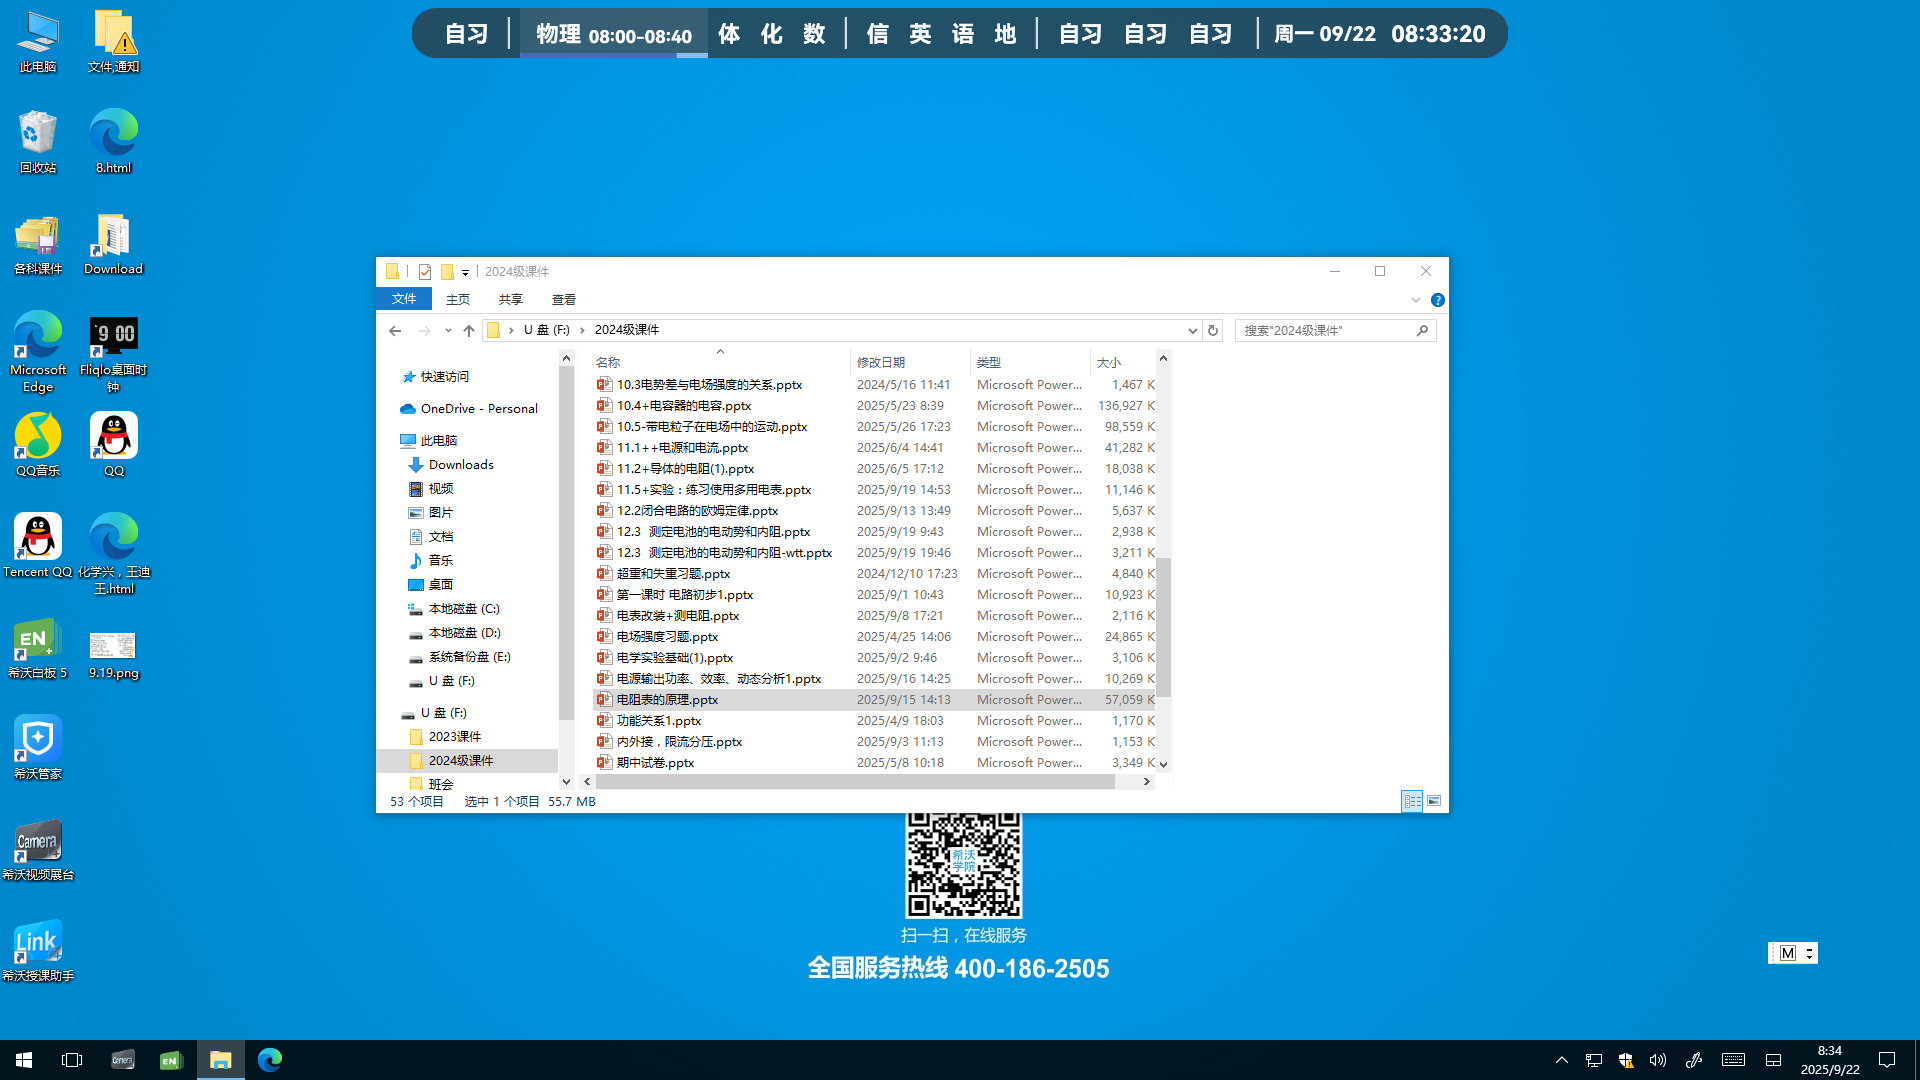 自习 | 物理 08:00-08:40 体 化 数 | 信 英 语 地 | 自习 自习 自习 | 周一 09/22 08:33:20
此电脑
文件,通知
回收站
8.html
各科课件
Download
Microsoft Edge
Fliqlo桌面时钟
9 00
QQ音乐
QQ
Tencent QQ
化学兴，王迪王.html
EN
希沃白板 5
9.19.png
希沃管家
Camera
希沃视频展台
Link
希沃授课助手
2024级课件
文件 主页 共享 查看
U 盘 (F:) 2024级课件
搜索"2024级课件"
快速访问
OneDrive - Personal
此电脑
Downloads
视频
图片
文档
音乐
桌面
本地磁盘 (C:)
本地磁盘 (D:)
系统备份盘 (E:)
U 盘 (F:)
U 盘 (F:)
2023课件
2024级课件
班会
名称 修改日期 类型 大小
10.3电势差与电场强度的关系.pptx 2024/5/16 11:41 Microsoft Power... 1,467 K
10.4+电容器的电容.pptx 2025/5/23 8:39 Microsoft Power... 136,927 K
10.5-带电粒子在电场中的运动.pptx 2025/5/26 17:23 Microsoft Power... 98,559 K
11.1++电源和电流.pptx 2025/6/4 14:41 Microsoft Power... 41,282 K
11.2+导体的电阻(1).pptx 2025/6/5 17:12 Microsoft Power... 18,038 K
11.5+实验：练习使用多用电表.pptx 2025/9/19 14:53 Microsoft Power... 11,146 K
12.2闭合电路的欧姆定律.pptx 2025/9/13 13:49 Microsoft Power... 5,637 K
12.3 测定电池的电动势和内阻.pptx 2025/9/19 9:43 Microsoft Power... 2,938 K
12.3 测定电池的电动势和内阻-wtt.pptx 2025/9/19 19:46 Microsoft Power... 3,211 K
超重和失重习题.pptx 2024/12/10 17:23 Microsoft Power... 4,840 K
第一课时 电路初步1.pptx 2025/9/1 10:43 Microsoft Power... 10,923 K
电表改装+测电阻.pptx 2025/9/8 17:21 Microsoft Power... 2,116 K
电场强度习题.pptx 2025/4/25 14:06 Microsoft Power... 24,865 K
电学实验基础(1).pptx 2025/9/2 9:46 Microsoft Power... 3,106 K
电源输出功率、效率、动态分析1.pptx 2025/9/16 14:25 Microsoft Power... 10,269 K
电阻表的原理.pptx 2025/9/15 14:13 Microsoft Power... 57,059 K
功能关系1.pptx 2025/4/9 18:03 Microsoft Power... 1,170 K
内外接，限流分压.pptx 2025/9/3 11:13 Microsoft Power... 1,153 K
期中试卷.pptx 2025/5/8 10:18 Microsoft Power... 3,349 K
53 个项目 选中 1 个项目 55.7 MB
希沃学院
扫一扫，在线服务
全国服务热线 400-186-2505
M
Camera
EN
8:34
2025/9/22